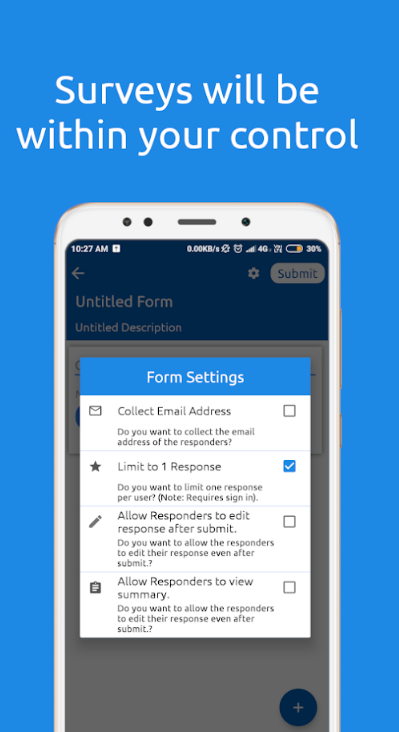 Surveys will be
within your control
10:27 AM
0.00KB/s 4G 30%
Submit
Untitled Form
Untitled Description
Form Settings
Collect Email Address
Do you want to collect the email
address of the responders?
Limit to 1 Response
Do you want to limit one response
per user? (Note: Requires sign in).
Allow Responders to edit
response after submit.
Do you want to allow the responders
to edit their response even after
submit.?
Allow Responders to view
summary.
Do you want to allow the responders
to edit their response even after
submit.?